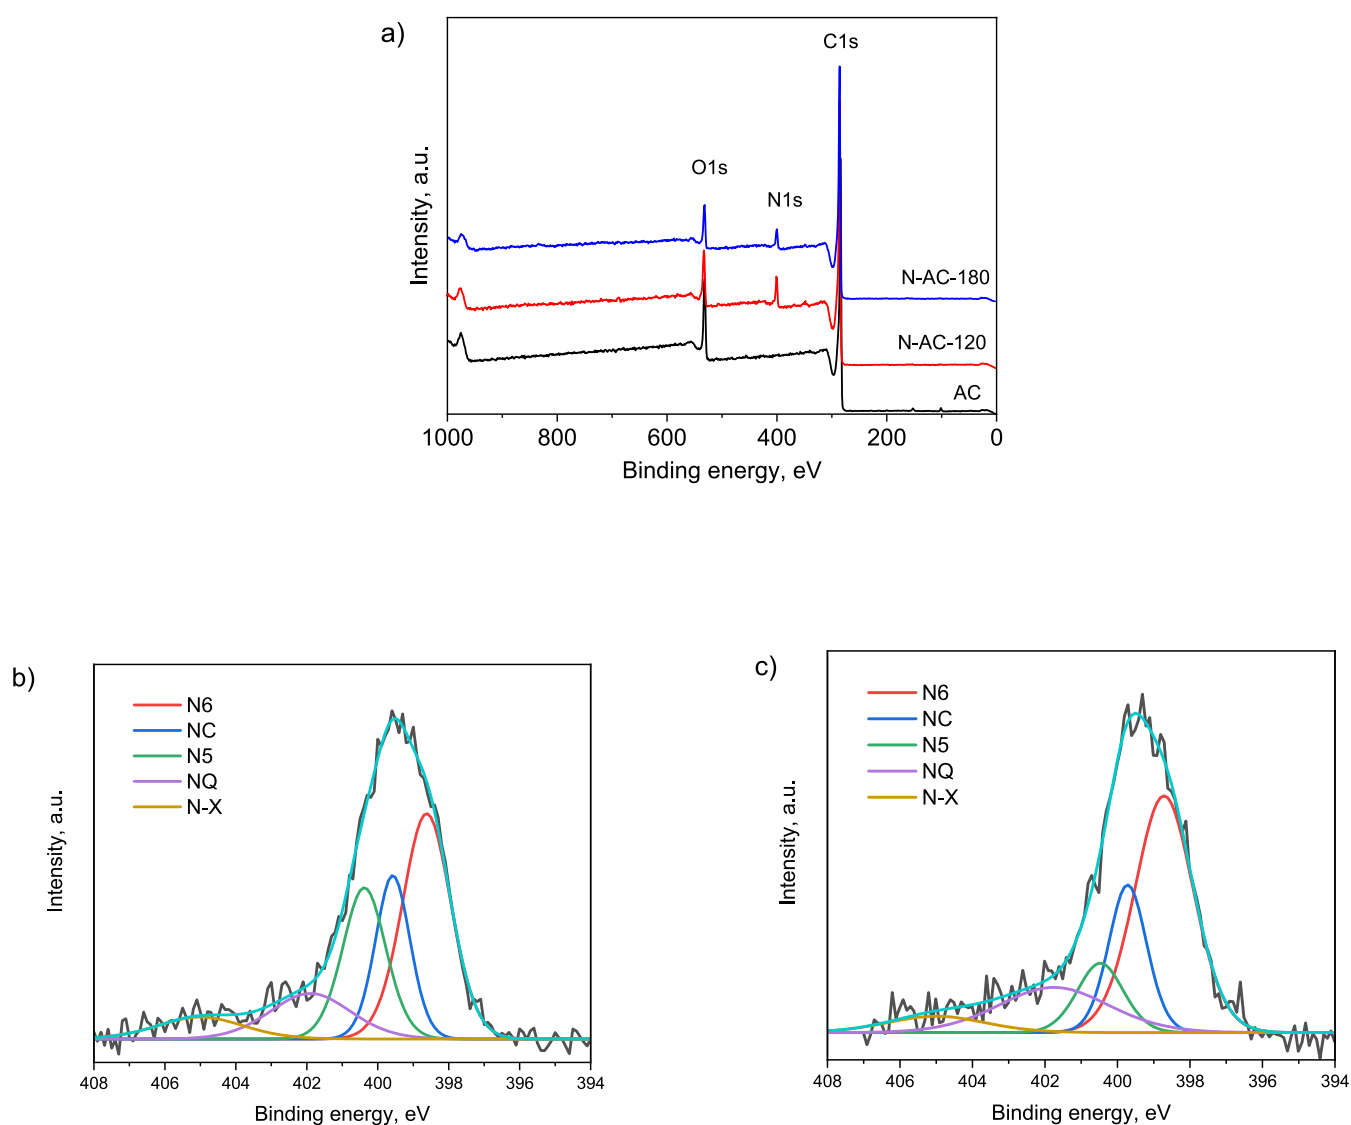 a)
C1s
O1s
N1s
N-AC-180
N-AC-120
AC
Intensity, a.u.
1000 800 600 400 200 0
Binding energy, eV
b)
N6
NC
N5
NQ
N-X
Intensity, a.u.
408 406 404 402 400 398 396 394
Binding energy, eV
c)
N6
NC
N5
NQ
N-X
Intensity, a.u.
408 406 404 402 400 398 396 394
Binding energy, eV